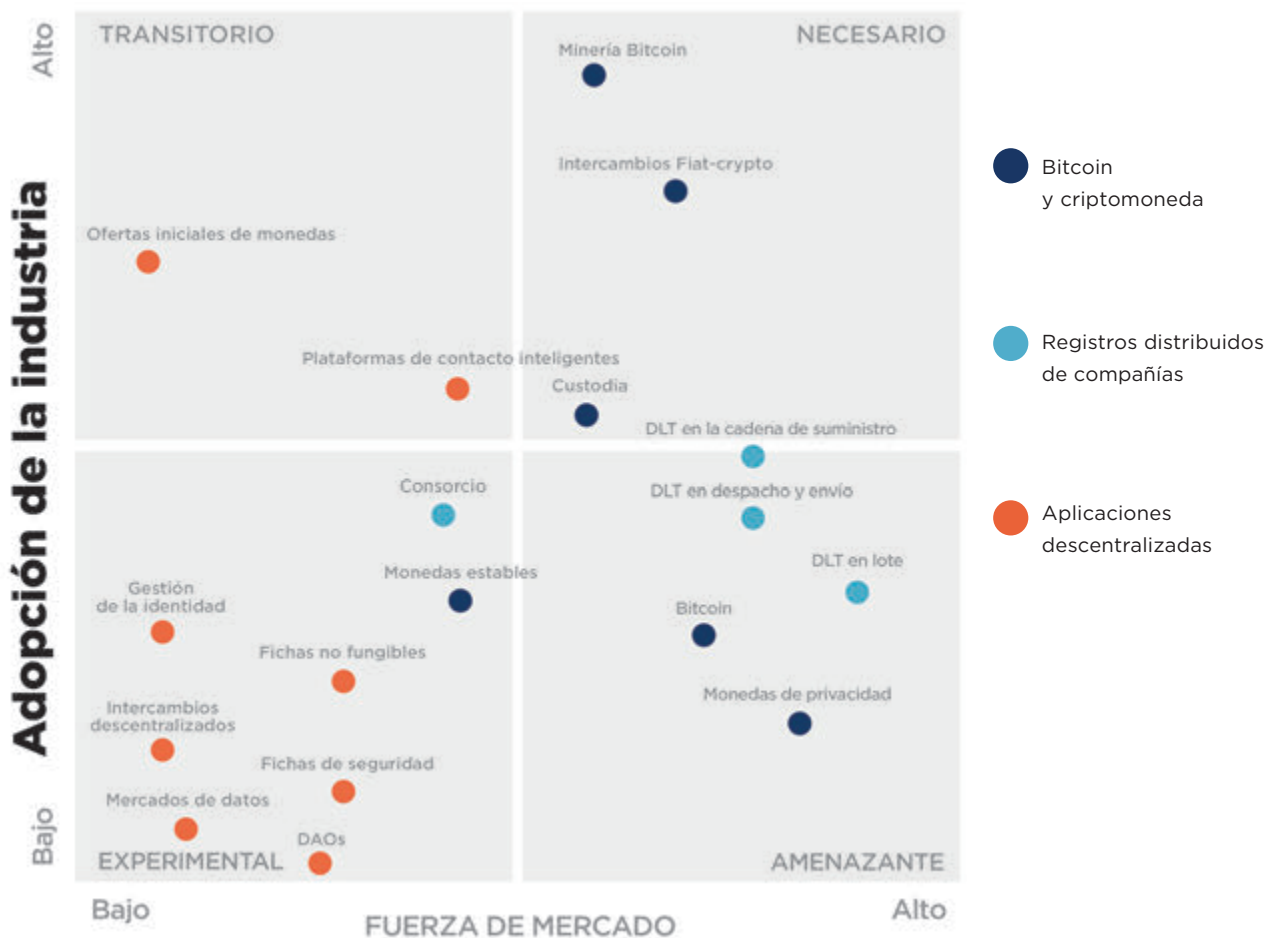 Alto
TRANSITORIO
NECESARIO
Minería Bitcoin
Intercambios Fiat-crypto
Bitcoin
y criptomoneda
Ofertas iniciales de monedas
Plataformas de contacto inteligentes
Custodia
DLT en la cadena de suministro
Registros distribuidos
de compañías
Adopción de la industria
Consorcio
DLT en despacho y envío
Aplicaciones
descentralizadas
Monedas estables
DLT en lote
Gestión
de la identidad
Bitcoin
Fichas no fungibles
Monedas de privacidad
Intercambios
descentralizados
Fichas de seguridad
Mercados de datos
DAOs
Bajo
EXPERIMENTAL
AMENAZANTE
Bajo
FUERZA DE MERCADO
Alto